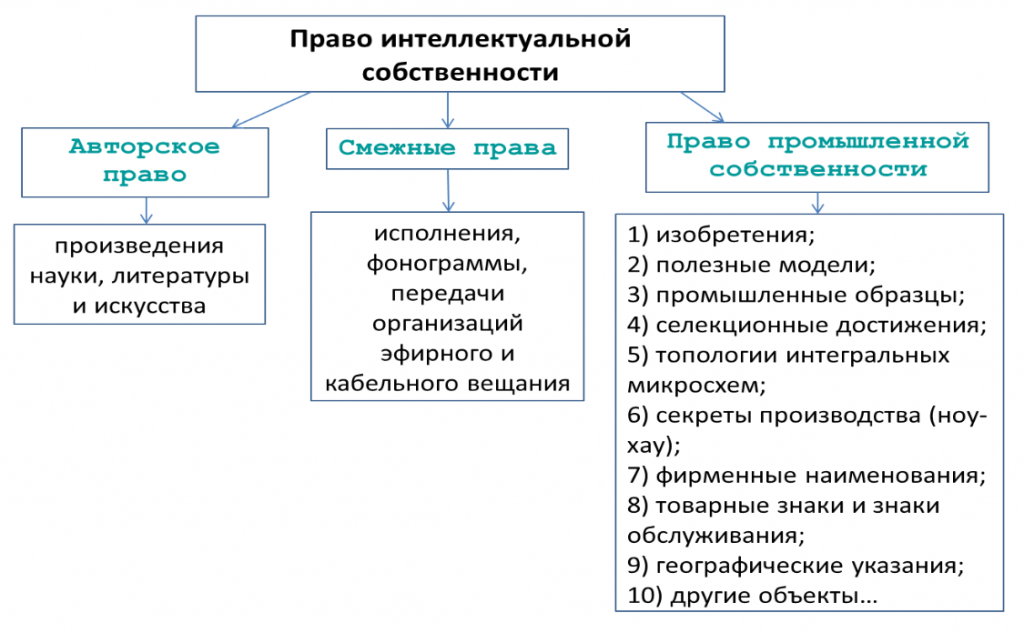 Право интеллектуальной
собственности
Авторское
право
Смежные права
Право промышленной
собственности
произведения
науки, литературы
и искусства
исполнения,
фонограммы,
передачи
организаций
эфирного и
кабельного вещания
1) изобретения;
2) полезные модели;
3) промышленные образцы;
4) селекционные достижения;
5) топологии интегральных
микросхем;
6) секреты производства (ноу-
хау);
7) фирменные наименования;
8) товарные знаки и знаки
обслуживания;
9) географические указания;
10) другие объекты...